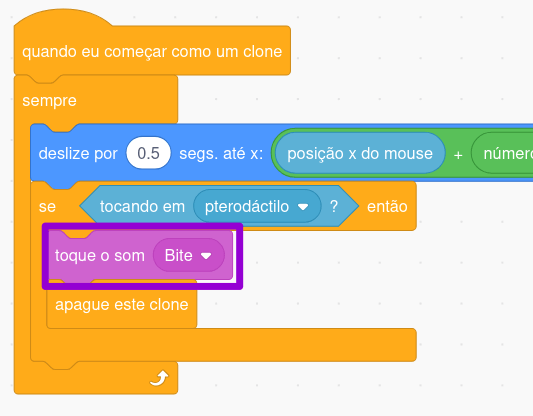 quando eu começar como um clone
sempre
deslize por 0.5 segs. até x: posição x do mouse + número
se tocando em pterodáctilo ? então
toque o som Bite
apague este clone